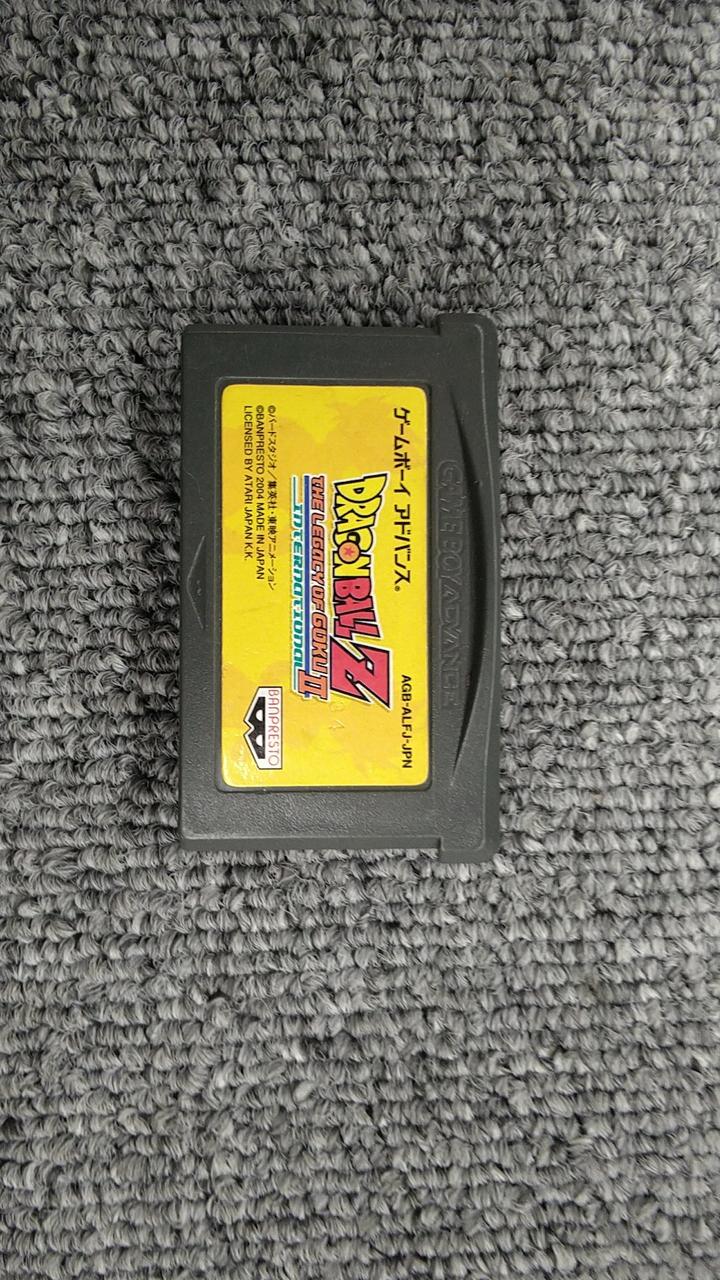 GAME BOY ADVANCE
ゲームボーイ アドバンス®
AGB-ALFJ-JPN
DRAGON BALL Z
THE LEGACY OF GOKU II
INTERNATIONAL
©バードスタジオ／集英社・東映アニメーション
©BANPRESTO 2004 MADE IN JAPAN
LICENSED BY ATARI JAPAN K.K.
BANPRESTO